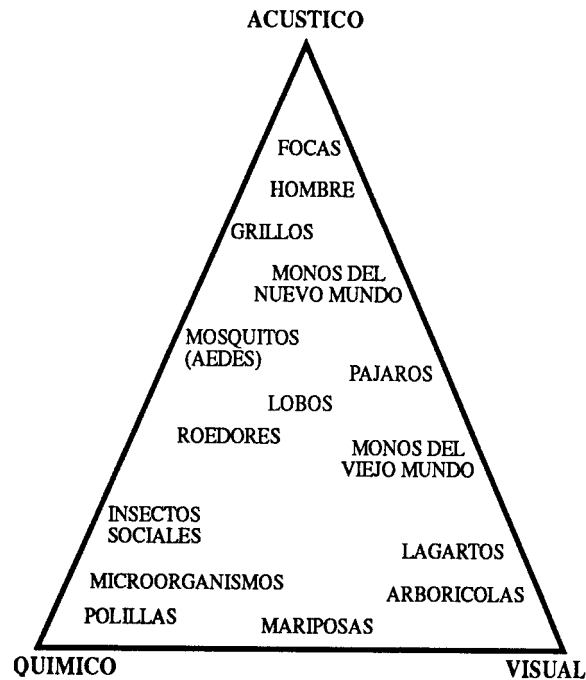 ACUSTICO
FOCAS
HOMBRE
GRILLOS
MONOS DEL
NUEVO MUNDO
MOSQUITOS
(AEDES)
PAJAROS
LOBOS
ROEDORES
MONOS DEL
VIEJO MUNDO
INSECTOS
SOCIALES
LAGARTOS
MICROORGANISMOS
ARBORICOLAS
POLILLAS
MARIPOSAS
QUIMICO
VISUAL